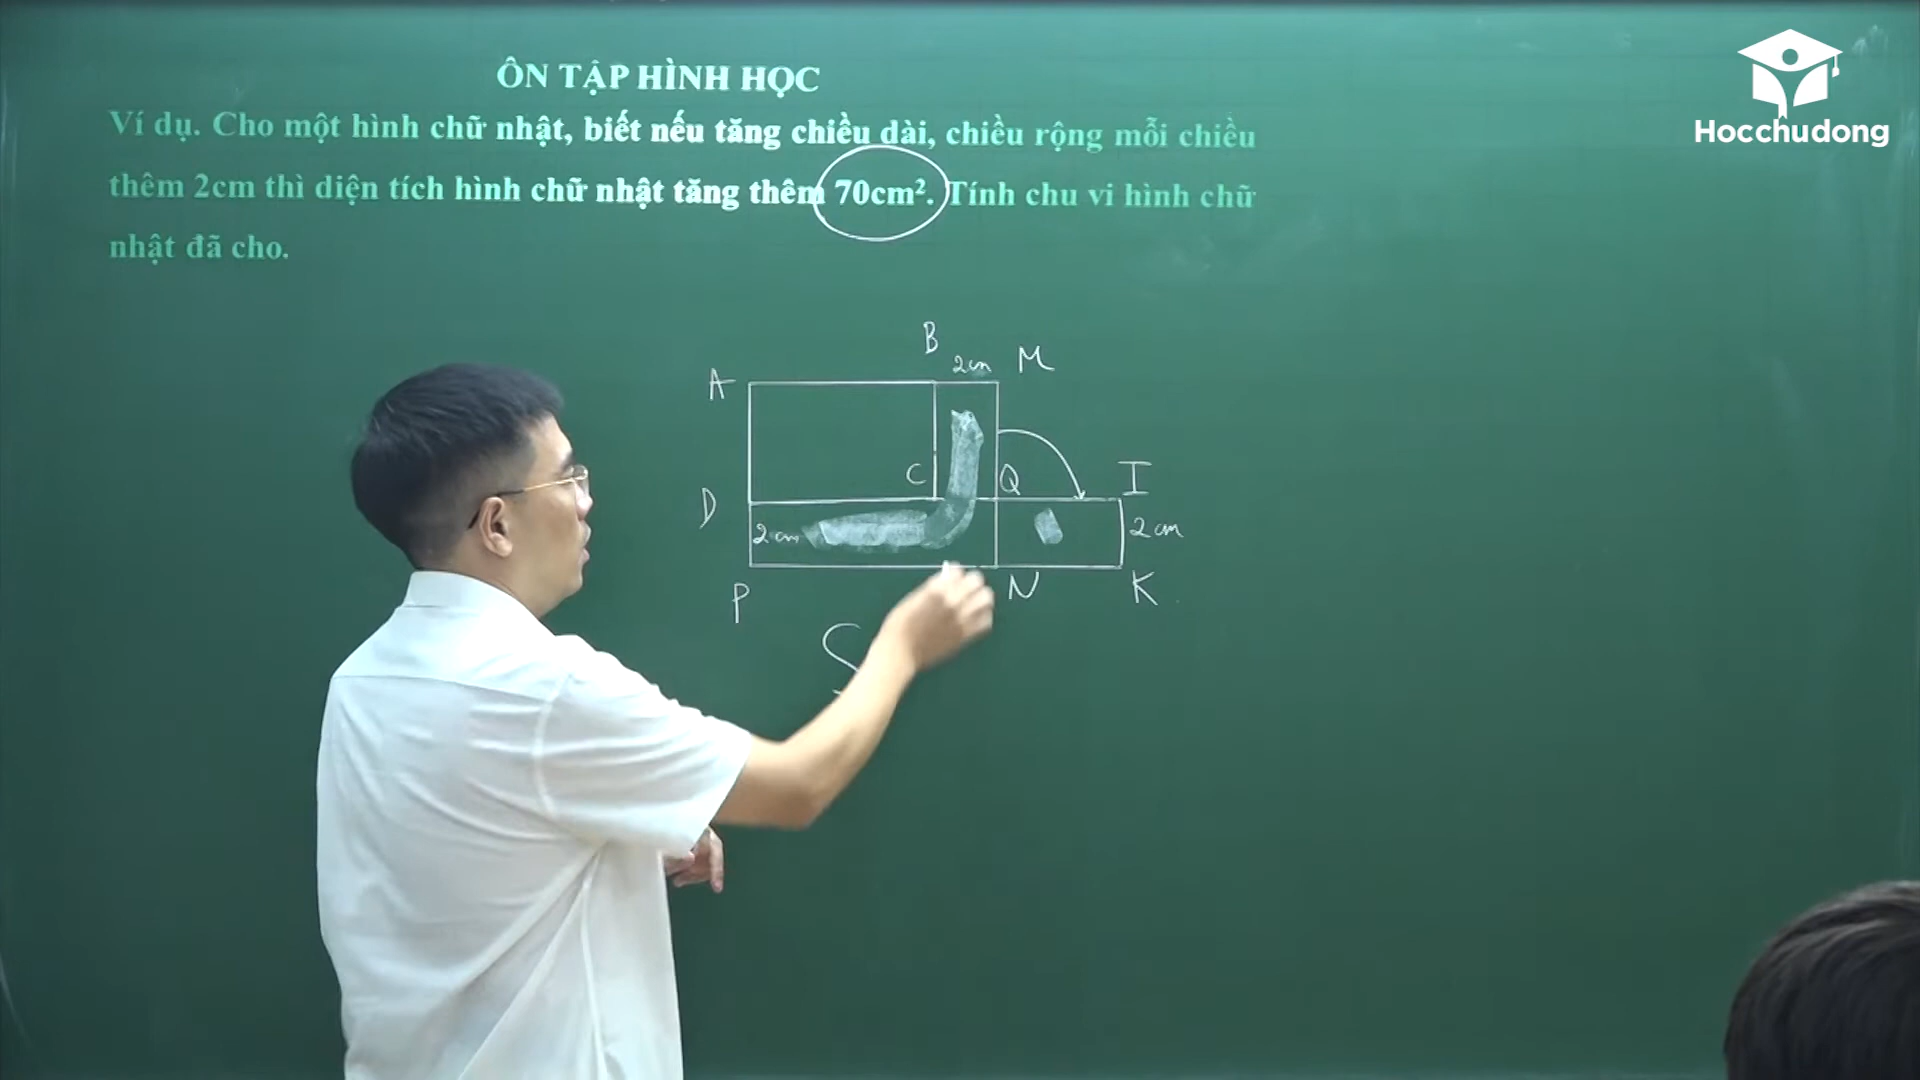 Hocchudong
ÔN TẬP HÌNH HỌC
Ví dụ. Cho một hình chữ nhật, biết nếu tăng chiều dài, chiều rộng mỗi chiều
thêm 2cm thì diện tích hình chữ nhật tăng thêm 70cm². Tính chu vi hình chữ
nhật đã cho.
B 2cm M
A
C Q I
D
2cm 2cm
P N K
S